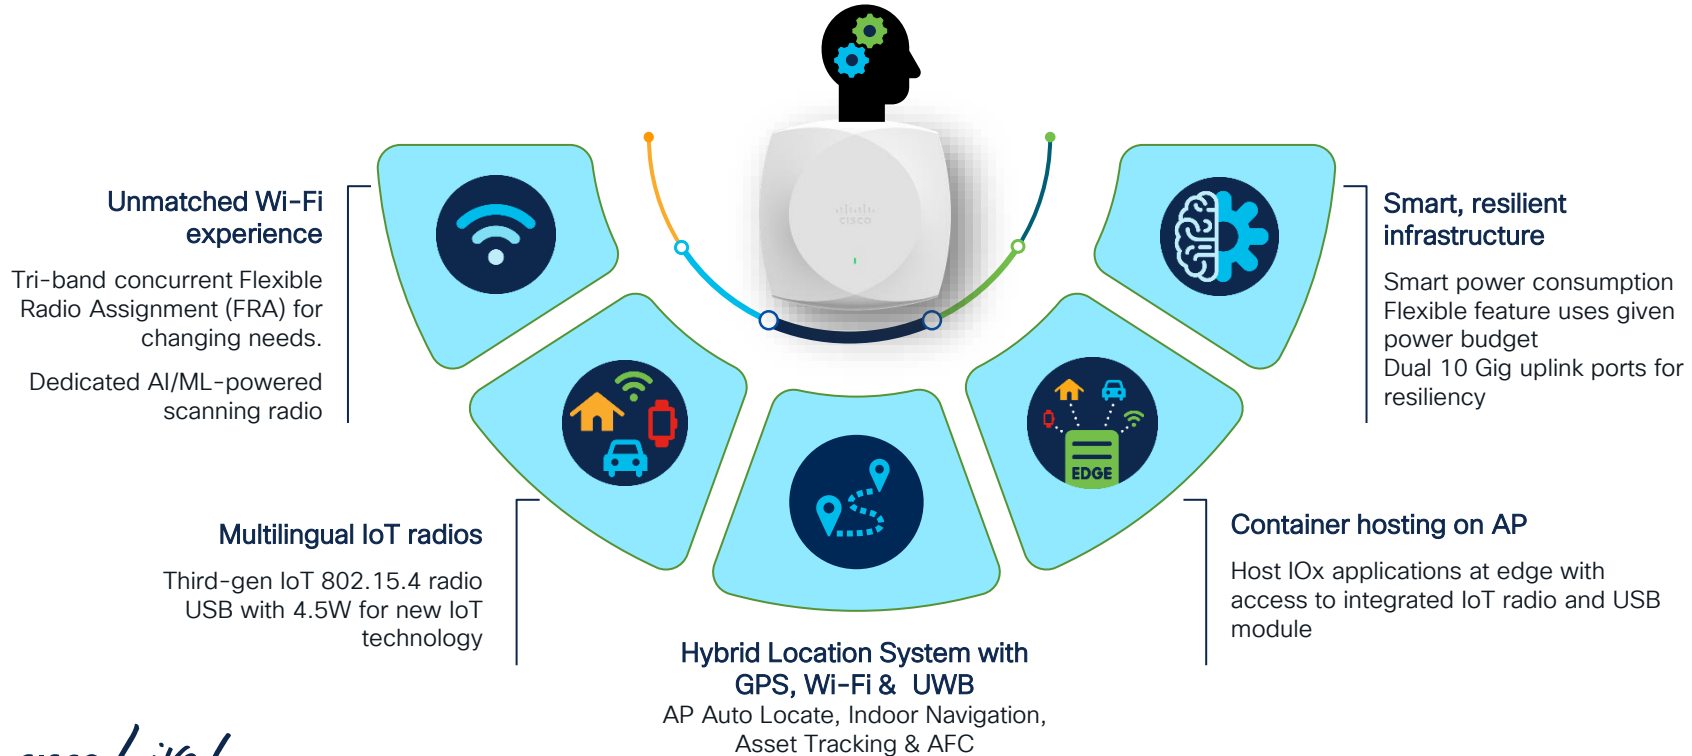 CISCO
Unmatched Wi-Fi
experience
Tri-band concurrent Flexible
Radio Assignment (FRA) for
changing needs.
Dedicated AI/ML-powered
scanning radio
Multilingual IoT radios
Third-gen IoT 802.15.4 radio
USB with 4.5W for new IoT
technology
Hybrid Location System with
GPS, Wi-Fi & UWB
AP Auto Locate, Indoor Navigation,
Asset Tracking & AFC
EDGE
Container hosting on AP
Host IOx applications at edge with
access to integrated IoT radio and USB
module
Smart, resilient
infrastructure
Smart power consumption
Flexible feature uses given
power budget
Dual 10 Gig uplink ports for
resiliency